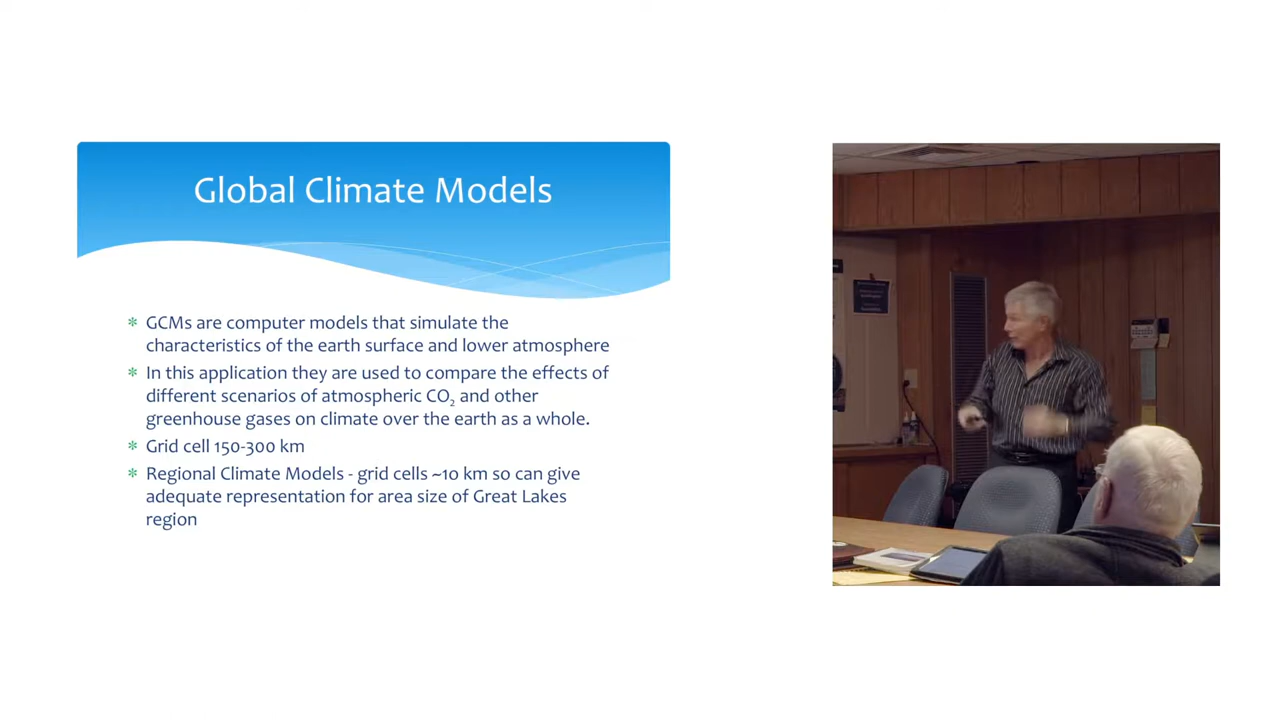 Global Climate Models
* GCMs are computer models that simulate the
characteristics of the earth surface and lower atmosphere
* In this application they are used to compare the effects of
different scenarios of atmospheric CO₂ and other
greenhouse gases on climate over the earth as a whole.
* Grid cell 150-300 km
* Regional Climate Models - grid cells ~10 km so can give
adequate representation for area size of Great Lakes
region